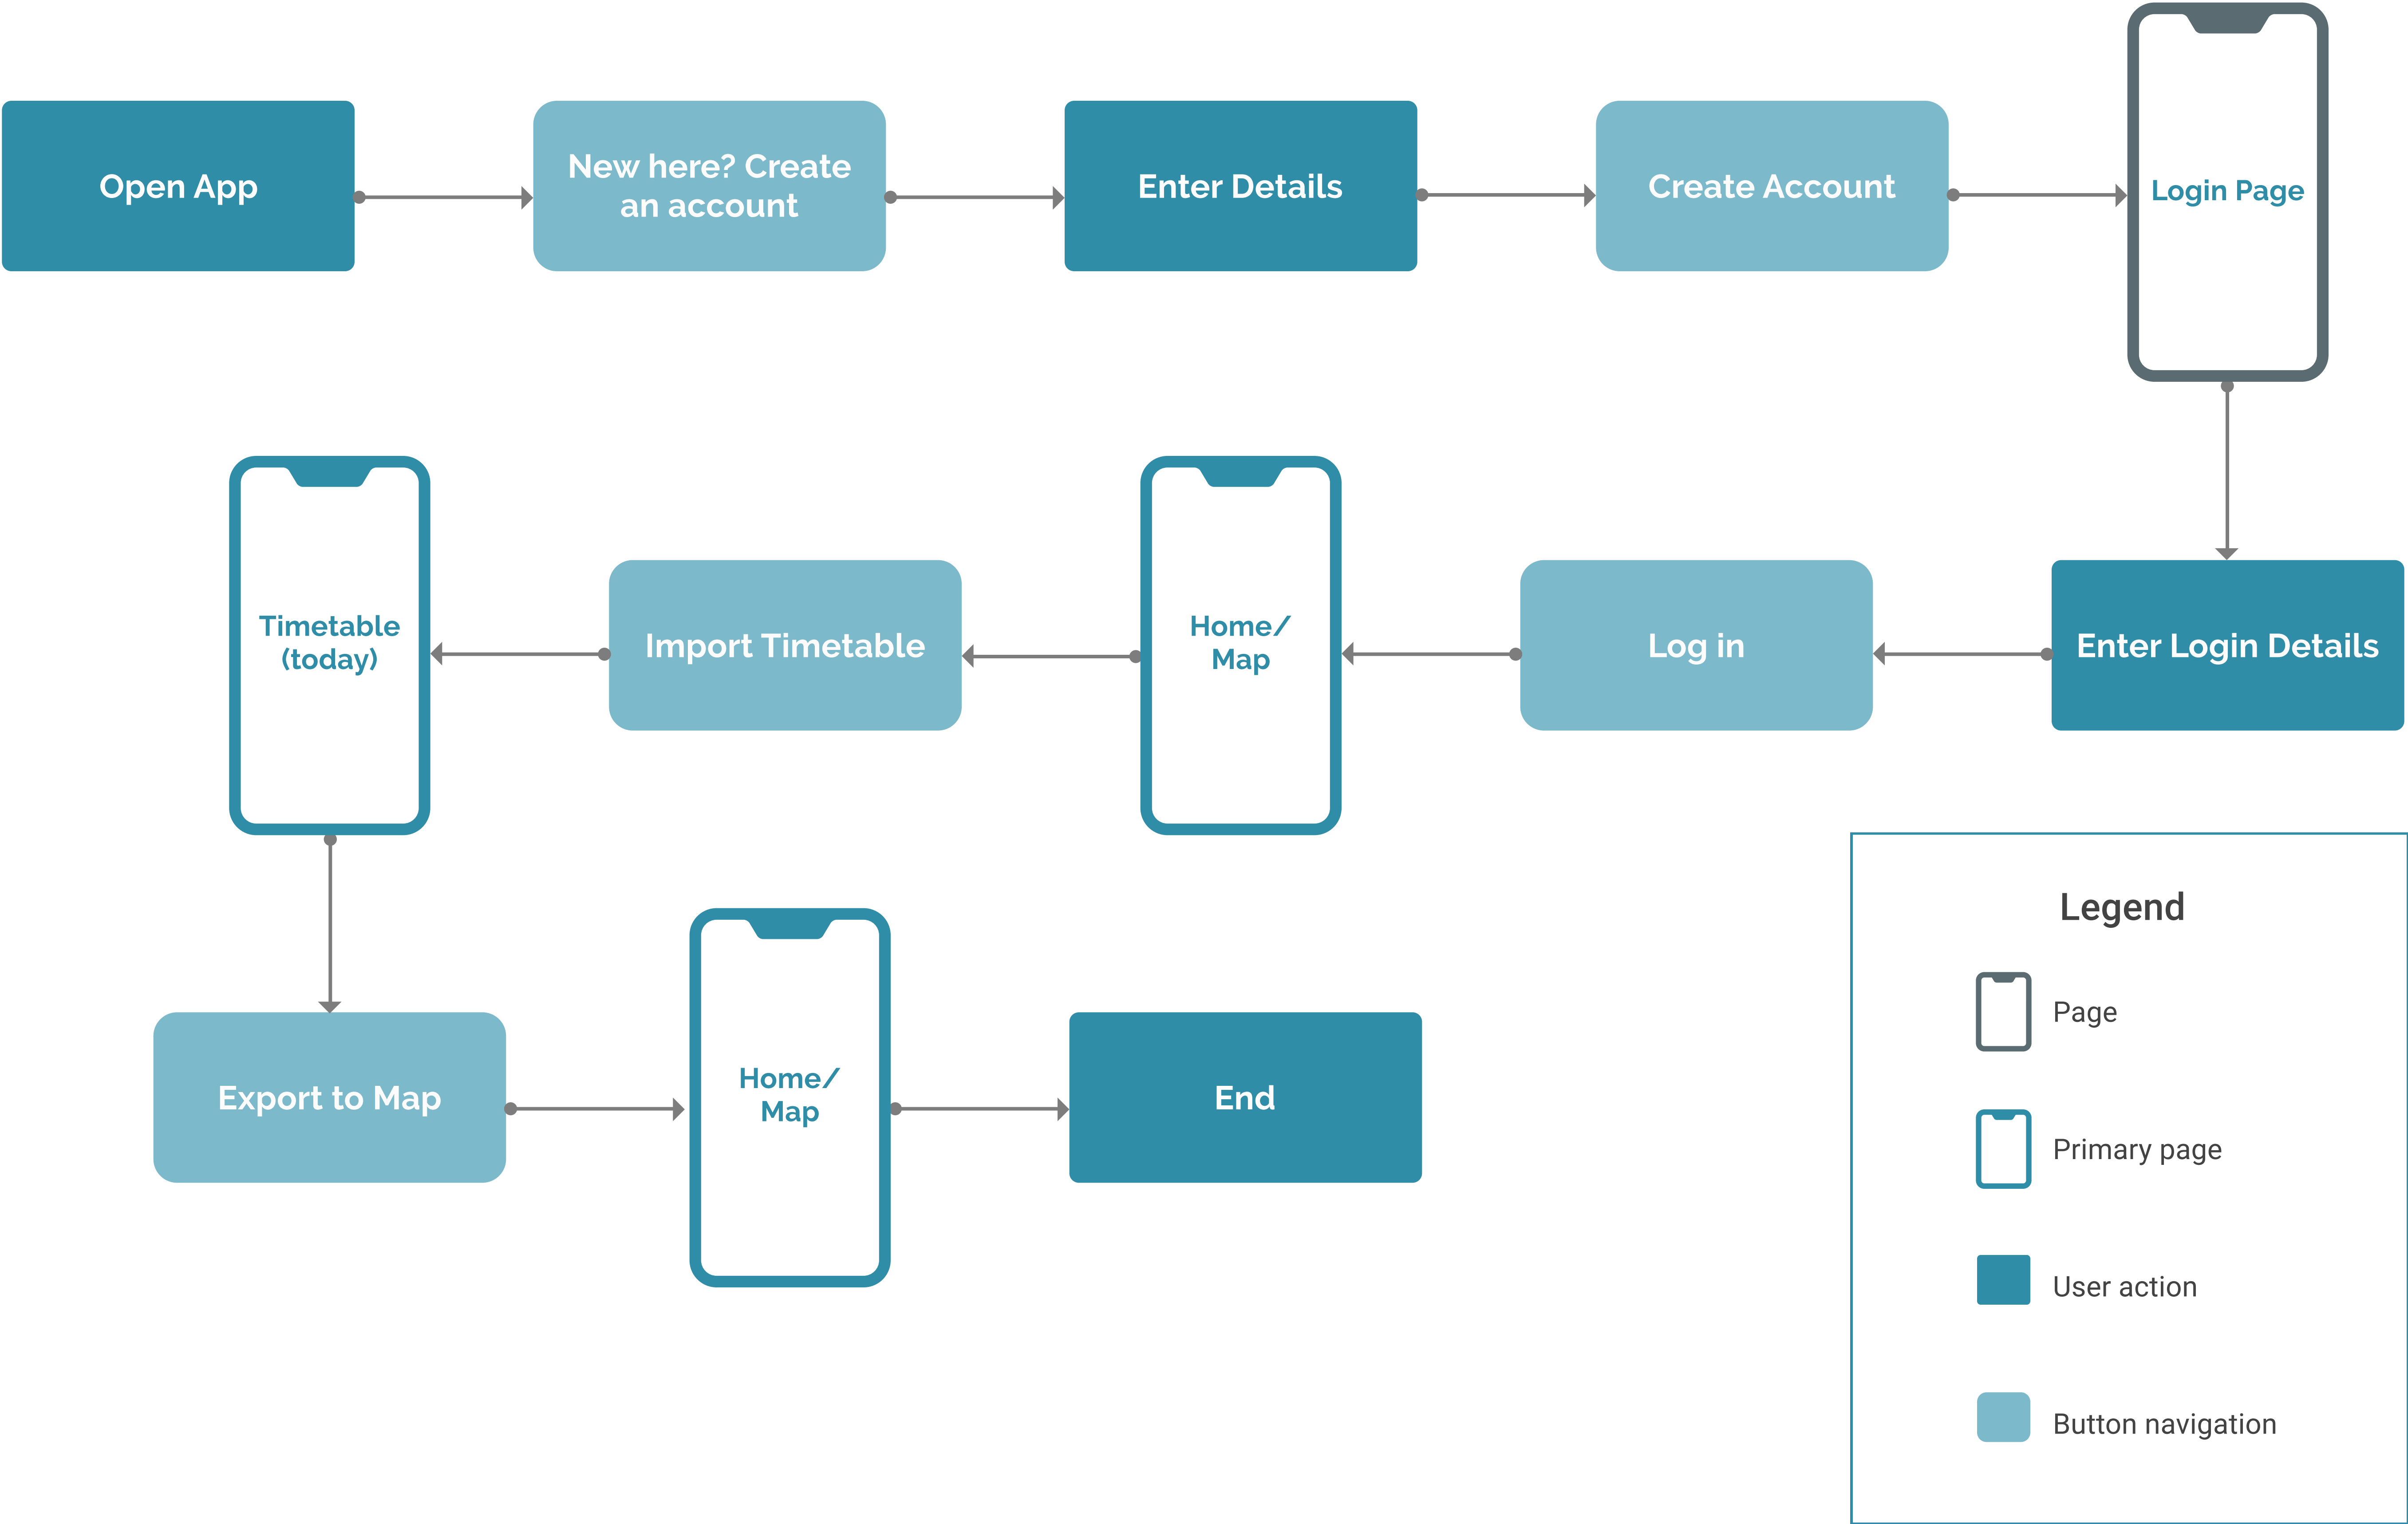 Open App
New here? Create
an account
Enter Details
Create Account
Login Page
Enter Login Details
Log in
Home/
Map
Import Timetable
Timetable
(today)
Export to Map
Home/
Map
End
Legend
Page
Primary page
User action
Button navigation